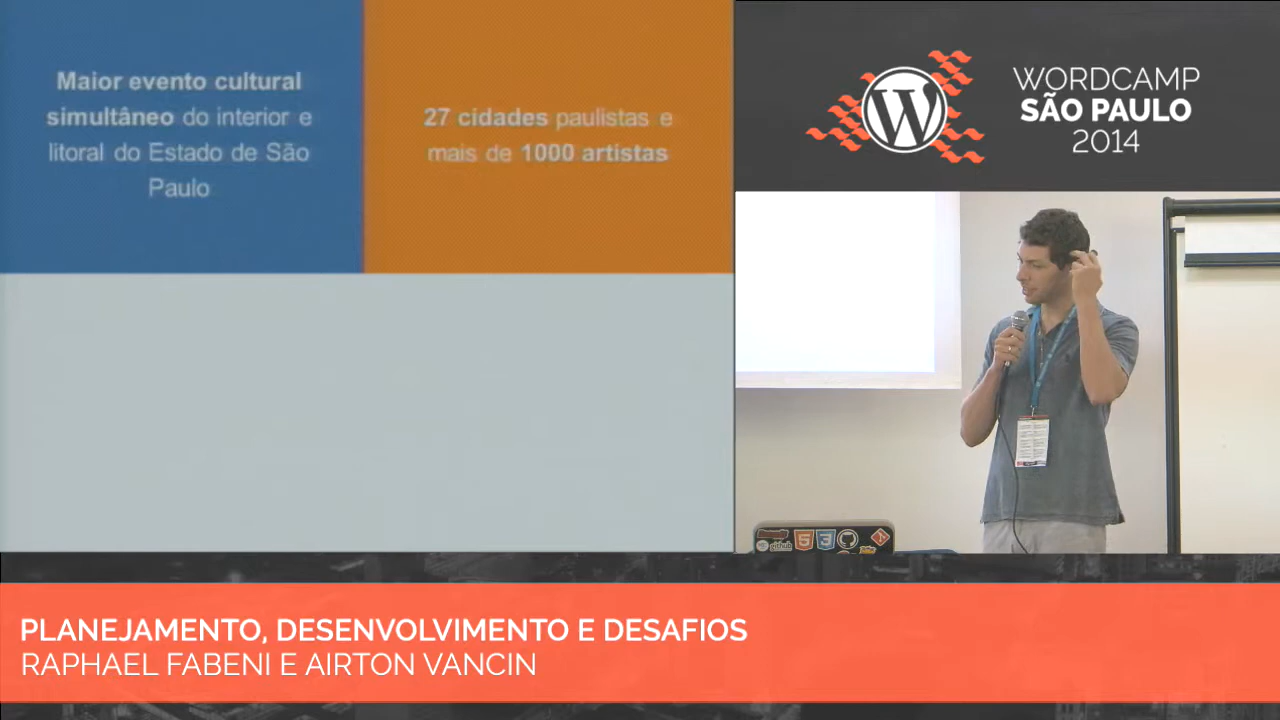 Maior evento cultural
simultâneo do interior e
litoral do Estado de São
Paulo
27 cidades paulistas e
mais de 1000 artistas
WORDCAMP
SÃO PAULO
2014
github
PLANEJAMENTO, DESENVOLVIMENTO E DESAFIOS
RAPHAEL FABENI E AIRTON VANCIN